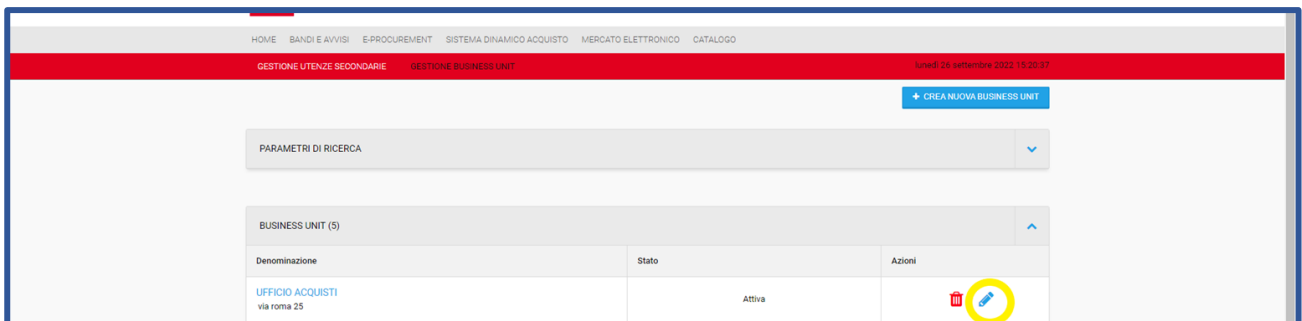 HOME BANDI E AVVISI E-PROCUREMENT SISTEMA DINAMICO ACQUISTO MERCATO ELETTRONICO CATALOGO
GESTIONE UTENZE SECONDARIE GESTIONE BUSINESS UNIT lunedì 26 settembre 2022 15:20:37
+ CREA NUOVA BUSINESS UNIT
PARAMETRI DI RICERCA
BUSINESS UNIT (5)
Denominazione Stato Azioni
UFFICIO ACQUISTI
via roma 25 Attiva